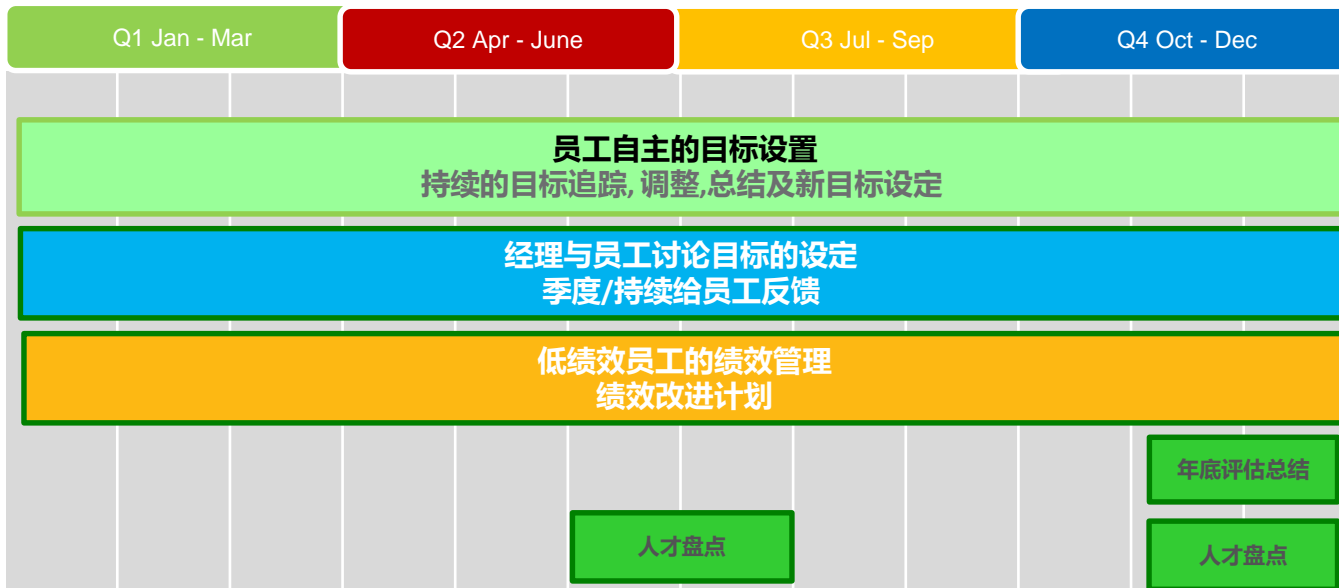 Q1 Jan - Mar
Q2 Apr - June
Q3 Jul - Sep
Q4 Oct - Dec
员工自主的目标设置
持续的目标追踪, 调整,总结及新目标设定
经理与员工讨论目标的设定
季度/持续给员工反馈
低绩效员工的绩效管理
绩效改进计划
年底评估总结
人才盘点
人才盘点